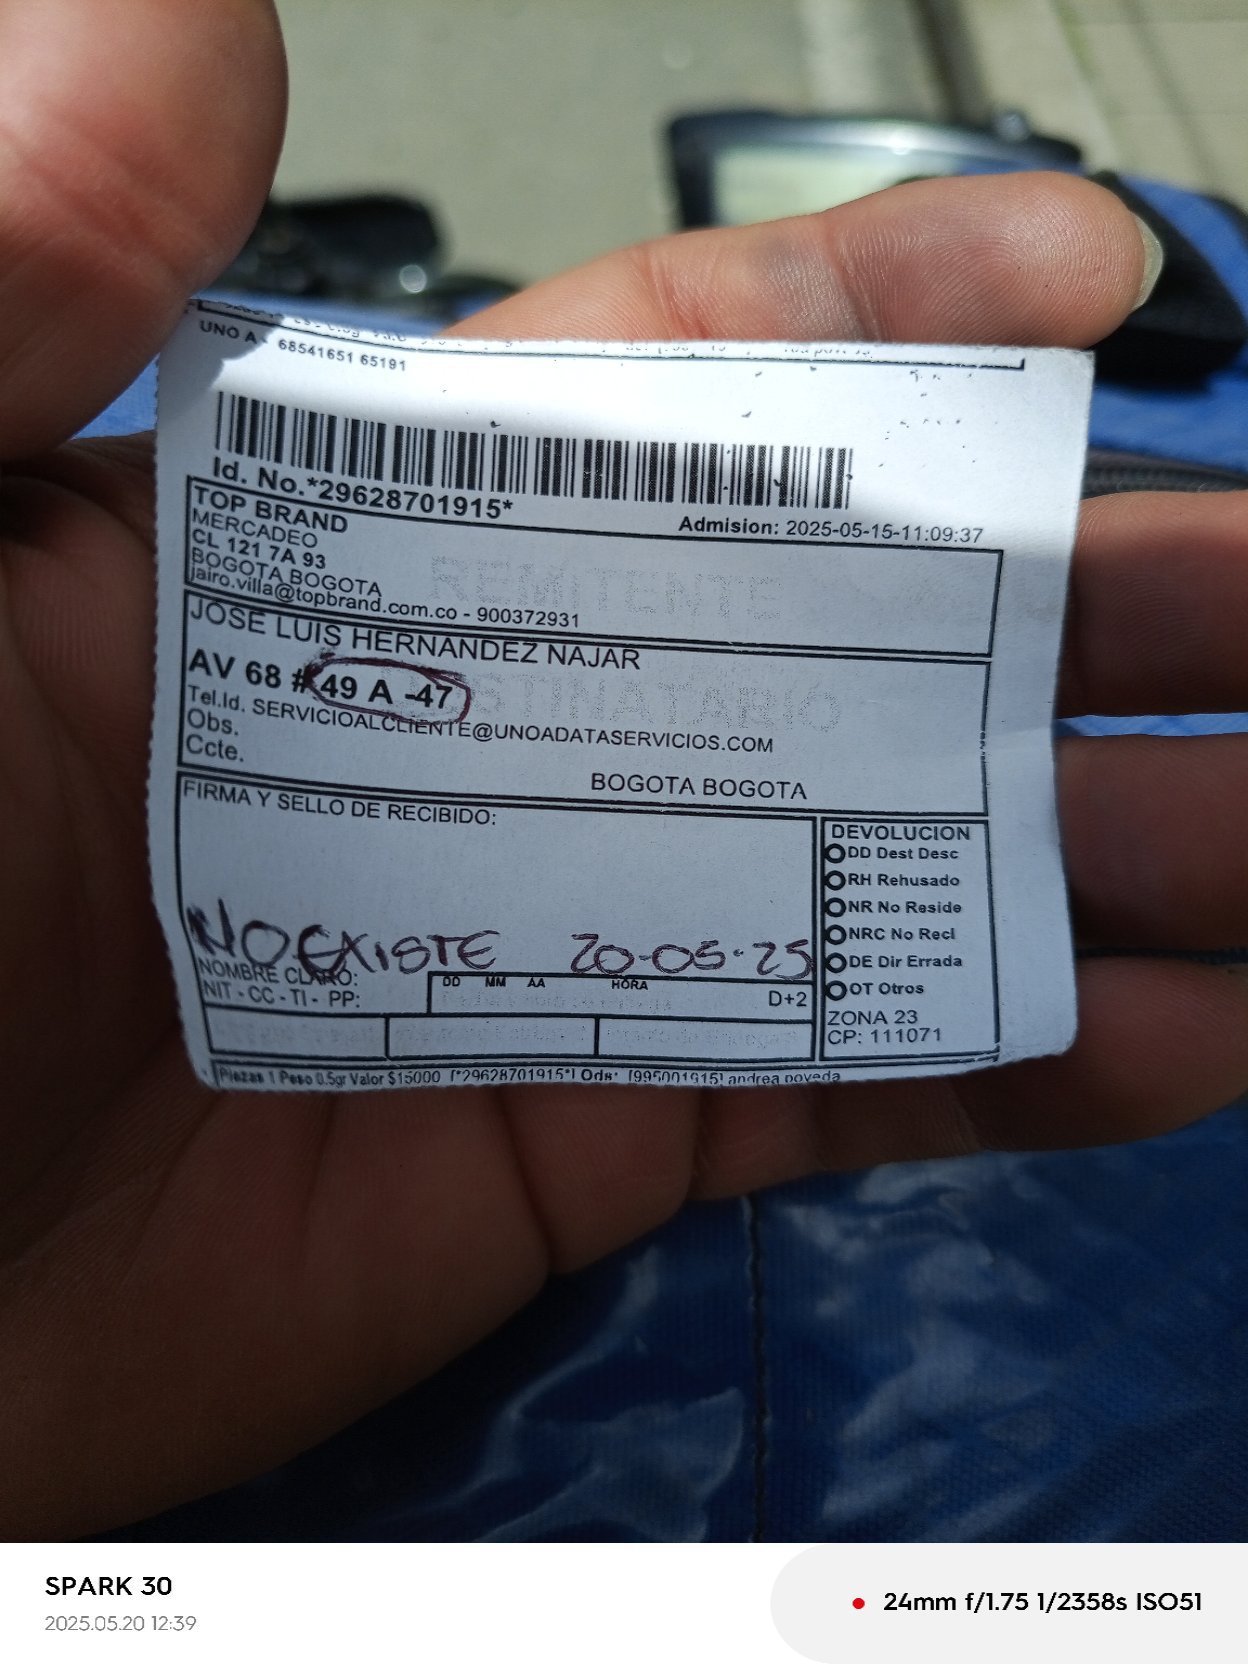 UNO A - 68541651 65191
Id. No.*29628701915*
Admision: 2025-05-15-11:09:37
TOP BRAND
MERCADEO
CL 121 7A 93
BOGOTA BOGOTA
jairo.villa@topbrand.com.co - 900372931
REMITENTE
JOSE LUIS HERNANDEZ NAJAR
AV 68 # 49 A -47
DESTINATARIO
Tel.Id. SERVICIOALCLIENTE@UNOADATASERVICIOS.COM
Obs.
Ccte.
BOGOTA BOGOTA
FIRMA Y SELLO DE RECIBIDO:
NO EXISTE 20-05-25
NOMBRE CLARO:
NIT - CC - TI - PP:
DD MM AA HORA
D+2
DEVOLUCION
DD Dest Desc
RH Rehusado
NR No Reside
NRC No Recl
DE Dir Errada
OT Otros
ZONA 23
CP: 111071
Piezas 1 Peso 0.5gr Valor $15000 [*29628701915*] Ods: [995001915] andrea poveda
SPARK 30
2025.05.20 12:39
24mm f/1.75 1/2358s ISO51